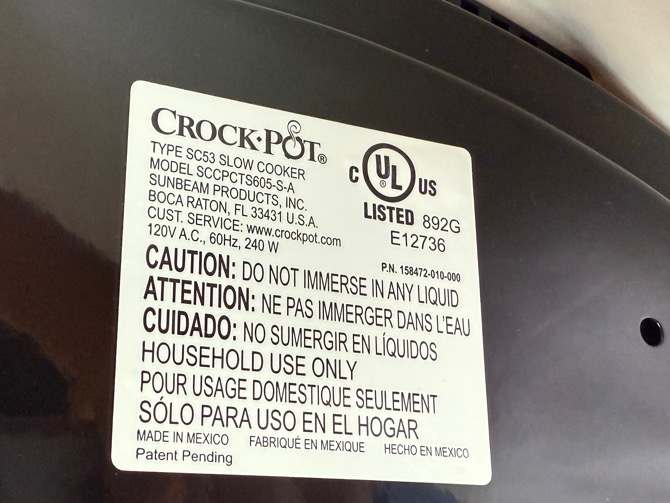 CROCK·POT®
TYPE SC53 SLOW COOKER
MODEL SCCPCTS605-S-A
SUNBEAM PRODUCTS, INC.
BOCA RATON, FL 33431 U.S.A.
CUST. SERVICE: www.crockpot.com
120V A.C., 60Hz, 240 W
C UL US
LISTED 892G
E12736
P.N. 158472-010-000
CAUTION: DO NOT IMMERSE IN ANY LIQUID
ATTENTION: NE PAS IMMERGER DANS L'EAU
CUIDADO: NO SUMERGIR EN LÍQUIDOS
HOUSEHOLD USE ONLY
POUR USAGE DOMESTIQUE SEULEMENT
SÓLO PARA USO EN EL HOGAR
MADE IN MEXICO FABRIQUÉ EN MEXIQUE HECHO EN MEXICO
Patent Pending